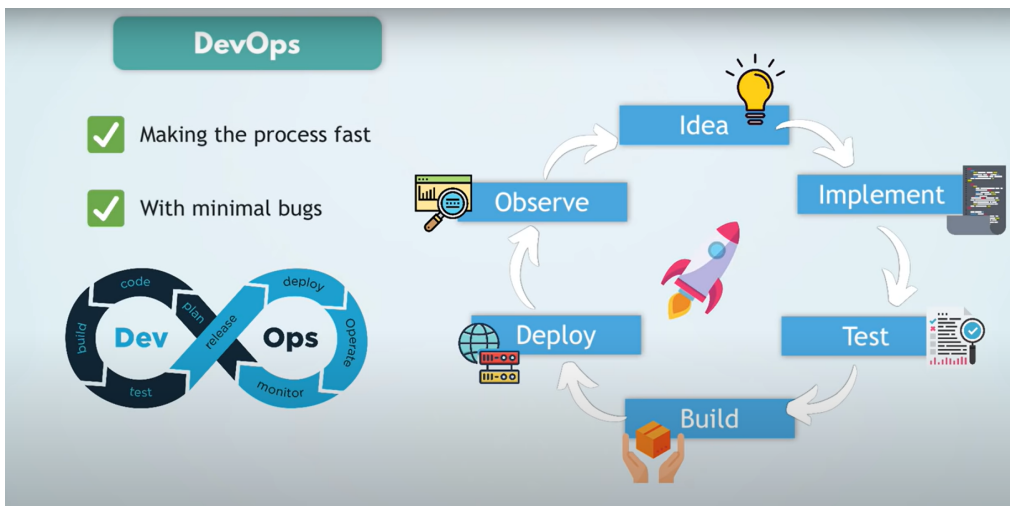 DevOps
Making the process fast
With minimal bugs
code
plan
build
Dev
test
release
deploy
Ops
Operate
monitor
Idea
Implement
Test
Build
Deploy
Observe